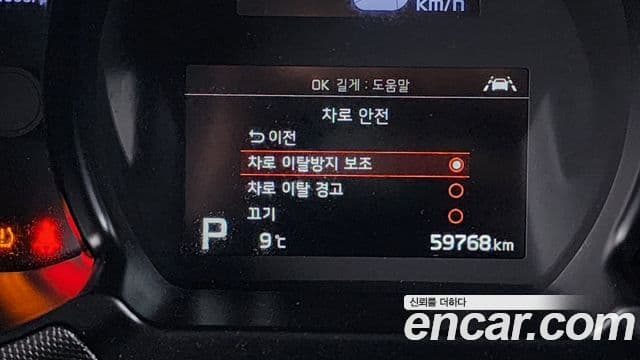 km/h
OK 길게 : 도움말
차로 안전
이전
차로 이탈방지 보조
차로 이탈 경고
끄기
P 9℃ 59768 km
신뢰를 더하다
encar.com